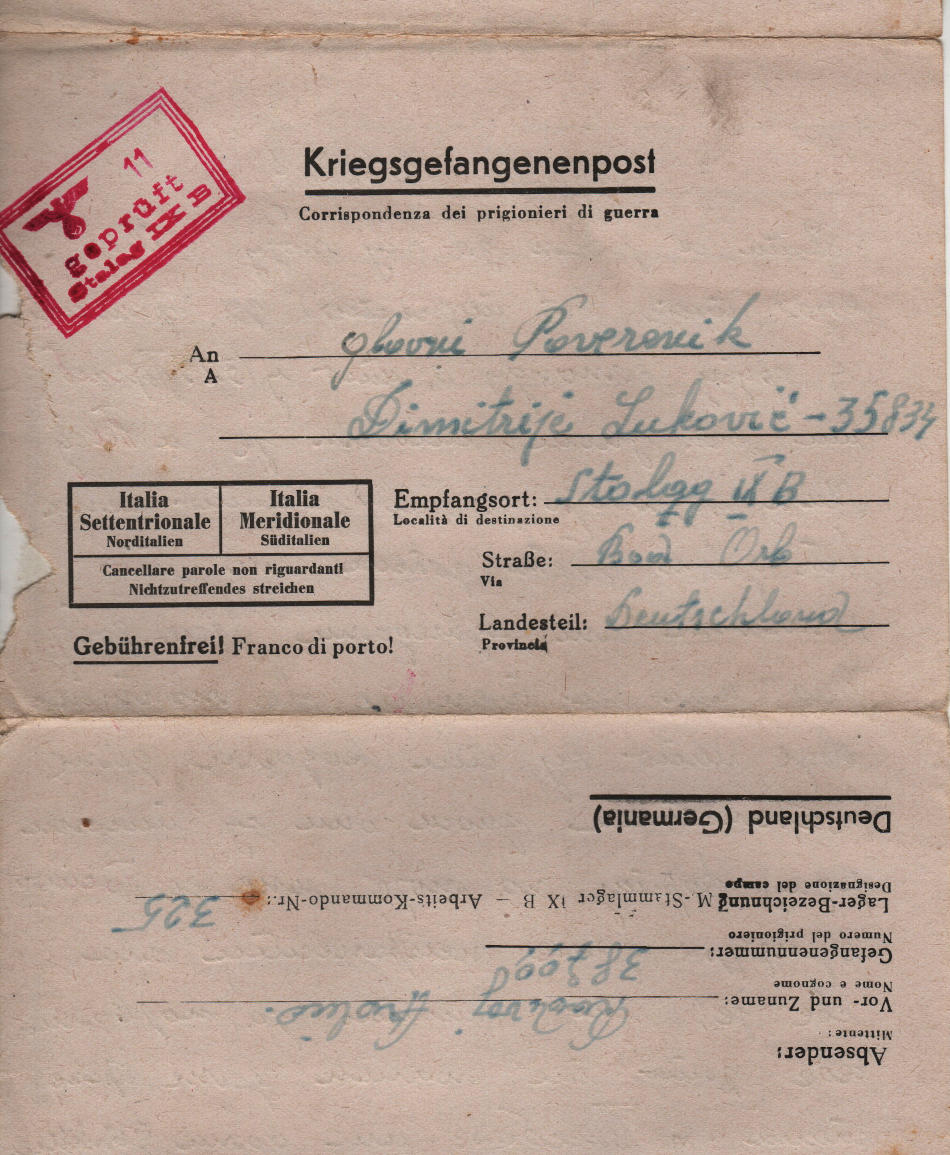 11
geprüft
Stalag IX B
Kriegsgefangenenpost
Corrispondenza dei prigionieri di guerra
An glovni Poverenik
A
Dimitrije Luković - 35834
Italia Settentrionale
Norditalien
Italia Meridionale
Süditalien
Cancellare parole non riguardanti
Nichtzutreffendes streichen
Empfangsort: Stalag IX B
Località di destinazione
Straße: Bad Orb
Via
Landesteil: Deutschland
Provincia
Gebührenfrei! Franco di porto!
Absender:
Mittente:
Vor- und Zuname: Radivoj
Nome e cognome
Gefangenennummer:
Numero del prigioniero
Lager-Bezeichnung M.-Stammlager IX B - Arbeits-Kommando-Nr.: 325
Designazione del campo
Deutschland (Germania)